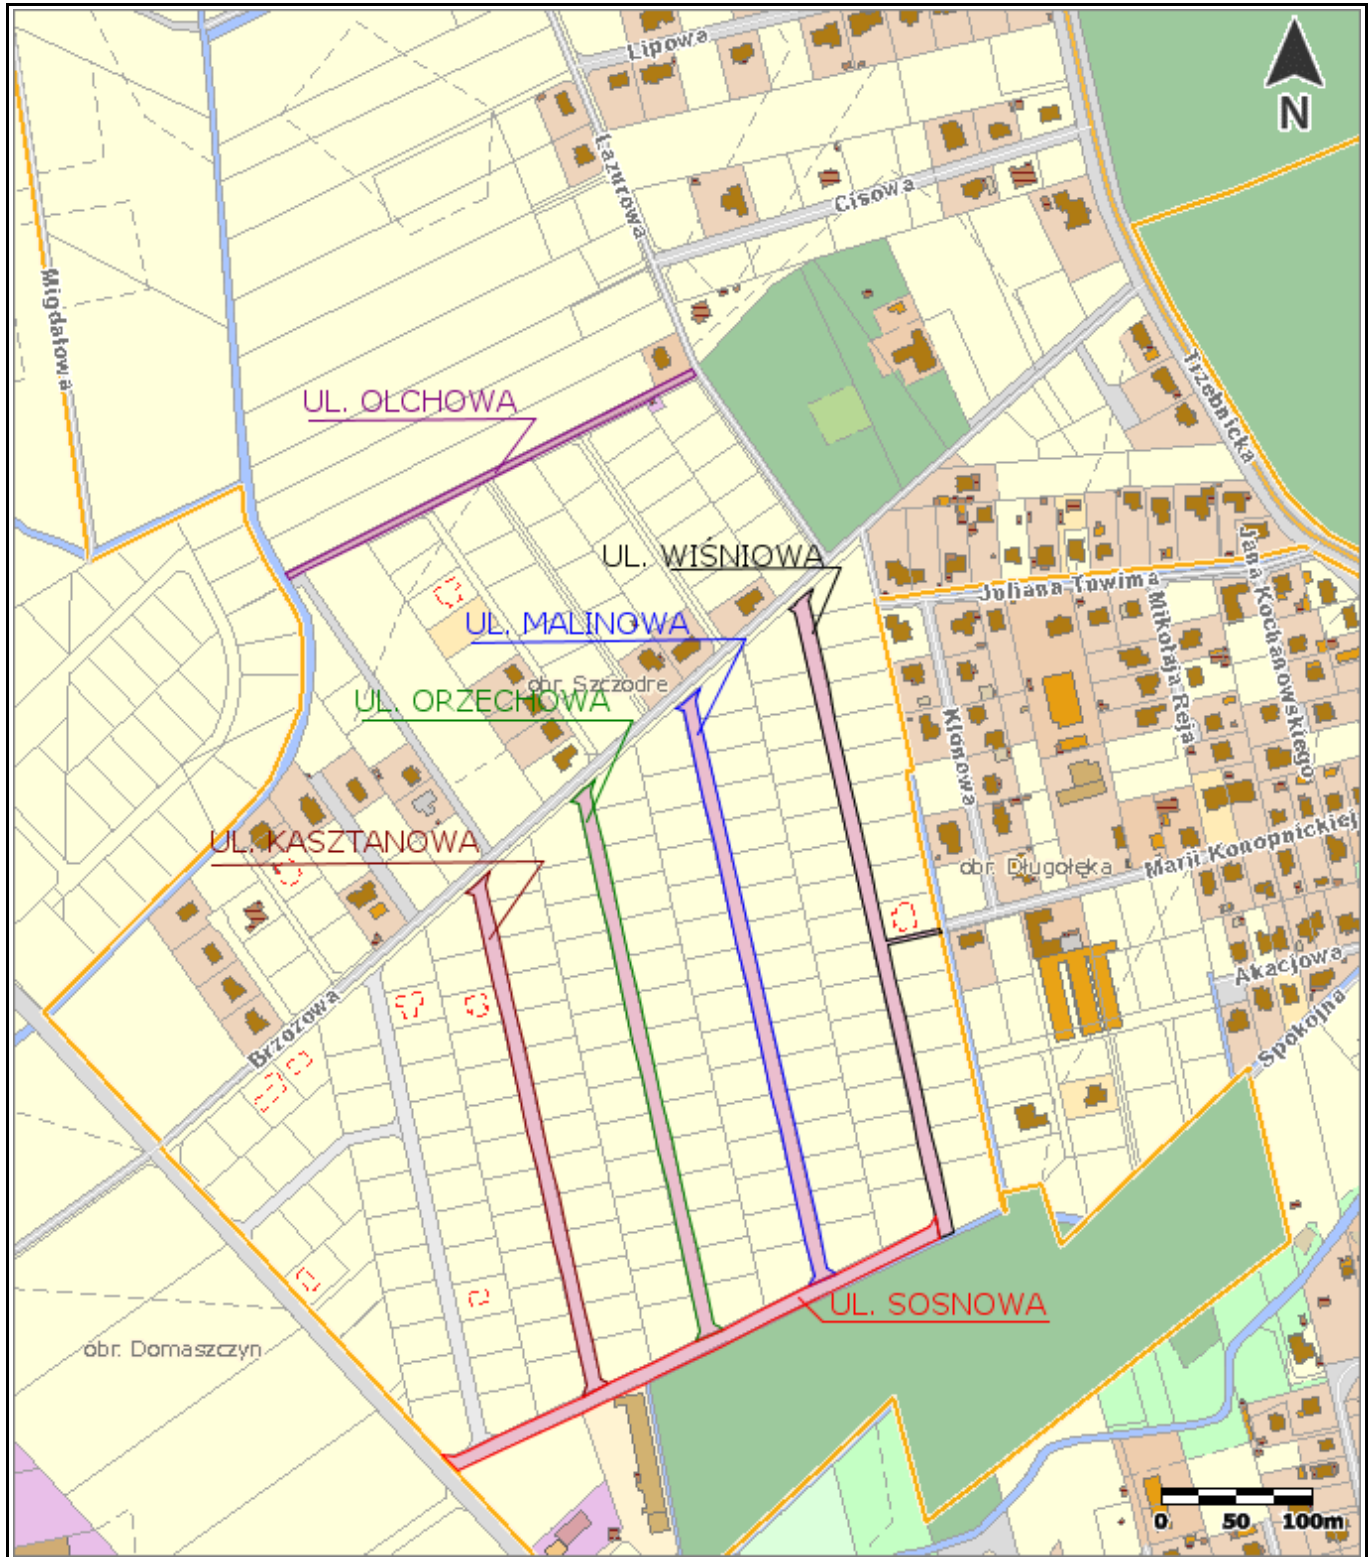 Lipowa
N
Łazurowa
Cisowa
Migdałowa
Trzebnicka
UL. OLCHOWA
UL. WIŚNIOWA
Juliana Tuwima
Jana Kochanowskiego
Mikołaja Reja
UL. MALINOWA
obr. Szczodre
UL. ORZECHOWA
Klonowa
UL. KASZTANOWA
Marii Konopnickiej
obr. Długołęka
Akacjowa
Spokojna
Brzozowa
UL. SOSNOWA
obr. Domaszczyn
0 50 100m